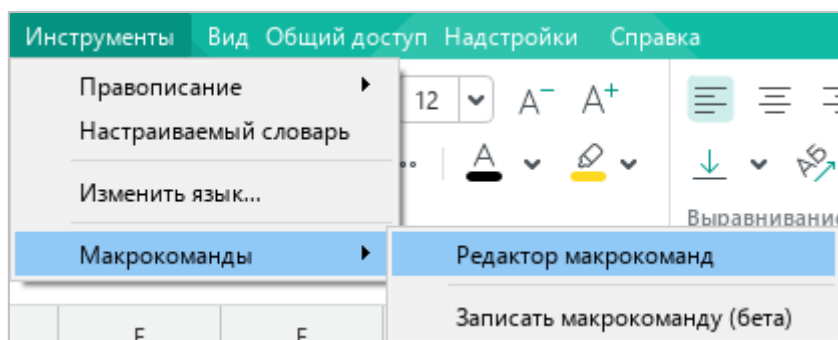 Инструменты Вид Общий доступ Надстройки Справка
Правописание 12 A⁻ A⁺
Настраиваемый словарь
A АБ
Изменить язык...
Выравнивани
Макрокоманды Редактор макрокоманд
Записать макрокоманду (бета)